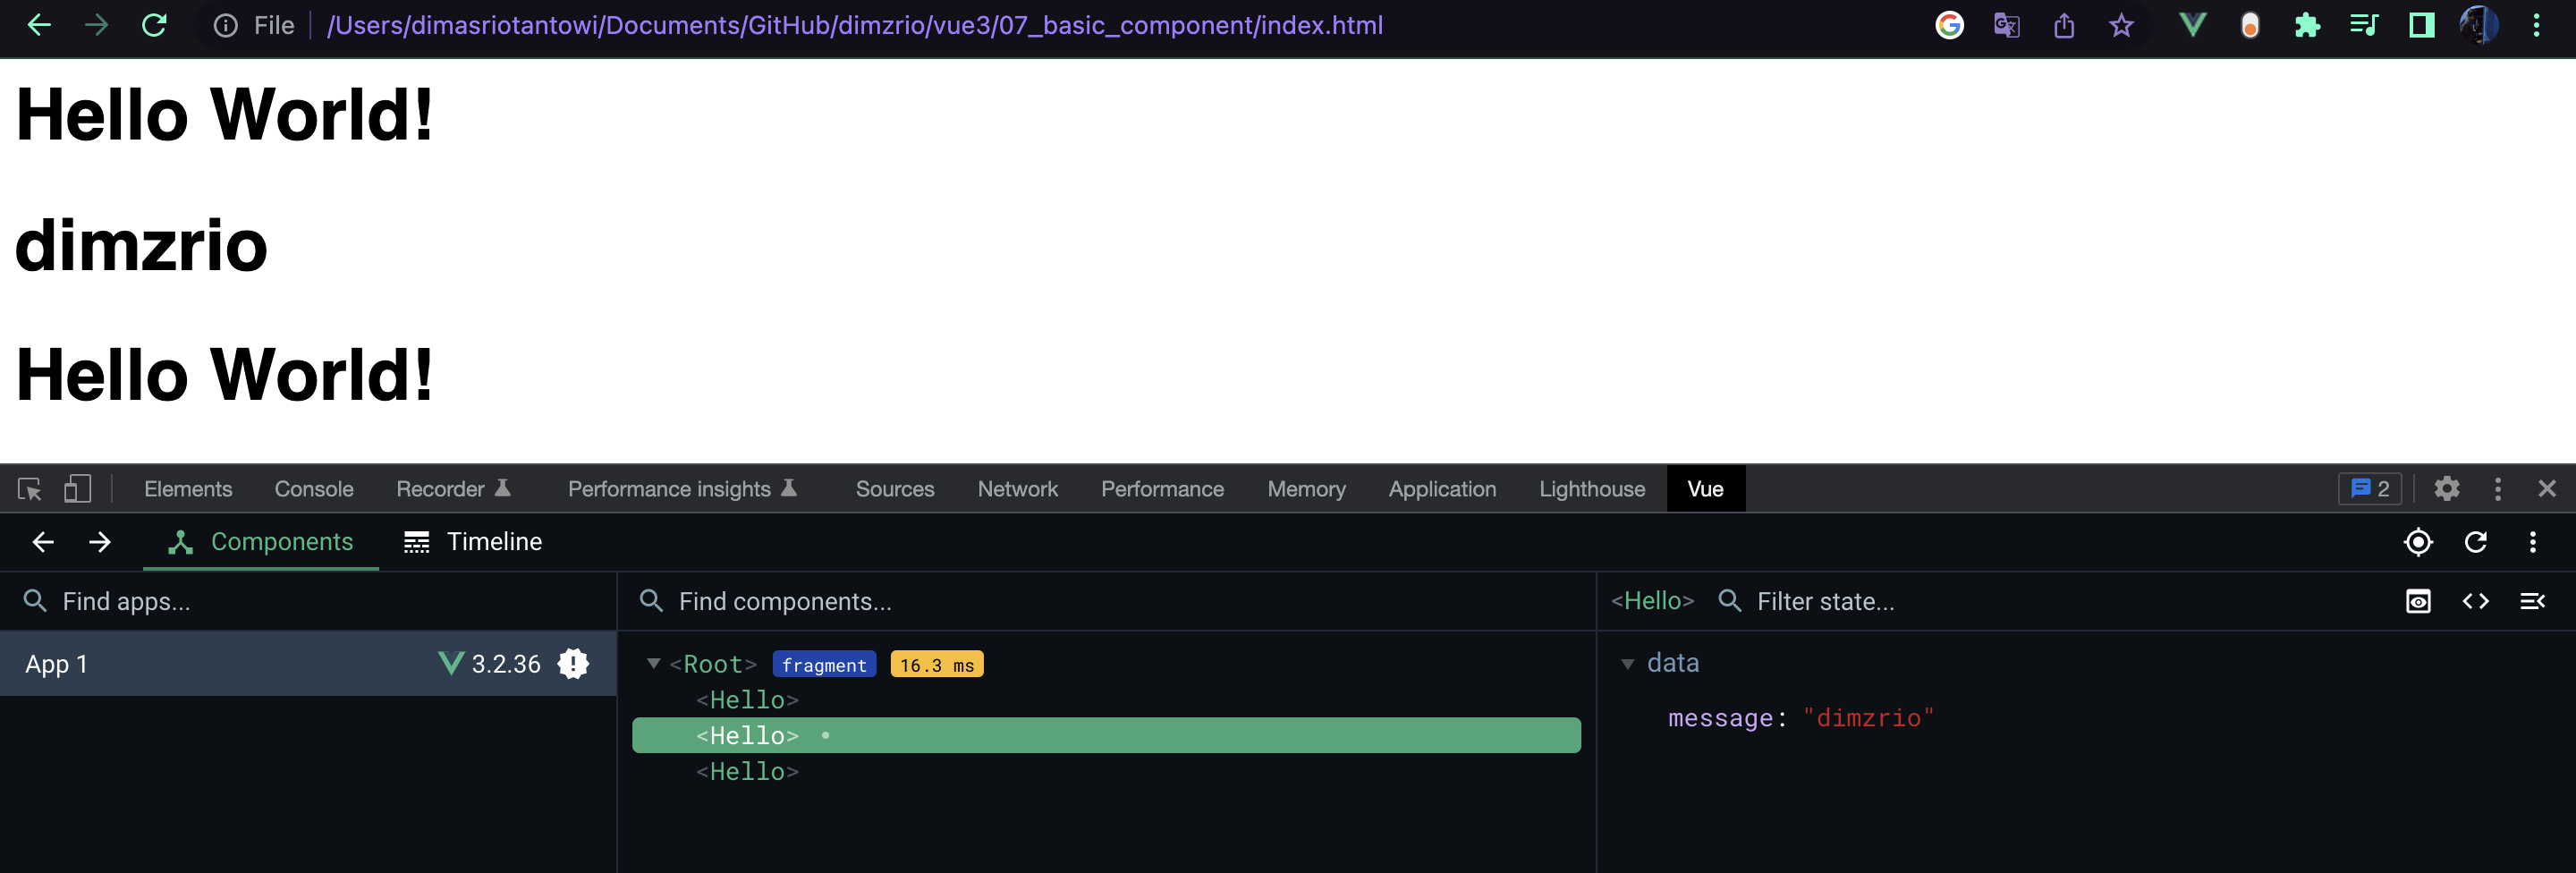 File /Users/dimasriotantowi/Documents/GitHub/dimzrio/vue3/07_basic_component/index.html
Hello World!
dimzrio
Hello World!
Elements Console Recorder Performance insights Sources Network Performance Memory Application Lighthouse Vue 2
Components Timeline
Find apps... Find components... <Hello> Filter state...
App 1 3.2.36 <Root> fragment 16.3 ms data
<Hello>
<Hello> • message: "dimzrio"
<Hello>